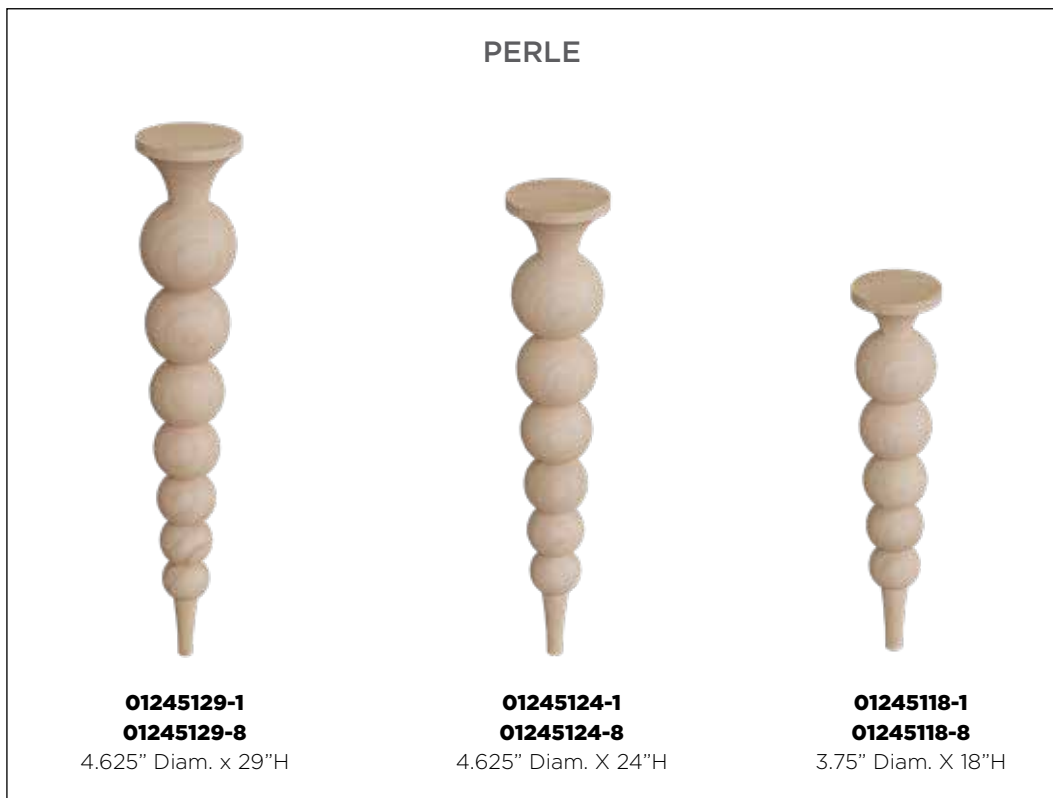 PERLE
01245129-1
01245129-8
4.625” Diam. x 29”H
01245124-1
01245124-8
4.625” Diam. X 24”H
01245118-1
01245118-8
3.75” Diam. X 18”H